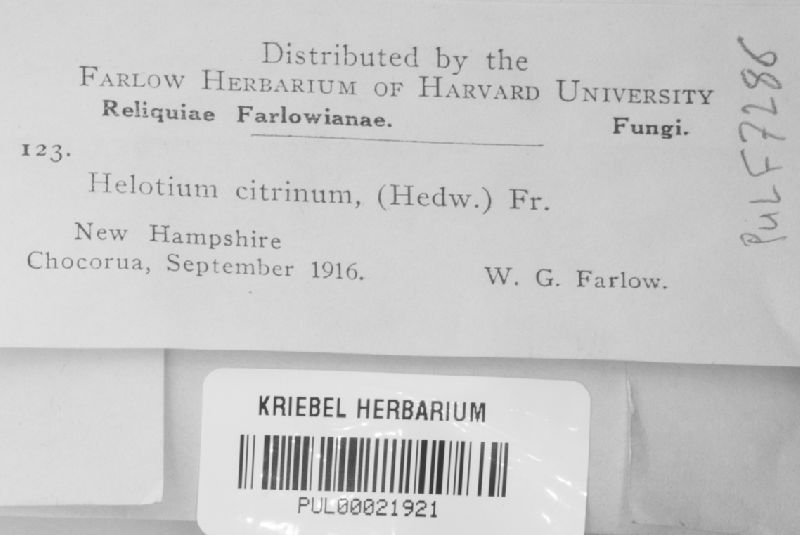 Distributed by the
FARLOW HERBARIUM OF HARVARD UNIVERSITY
Reliquiae Farlowianae. Fungi.
123.
Helotium citrinum, (Hedw.) Fr.
New Hampshire
Chocorua, September 1916.
W. G. Farlow.
PUL F7286
KRIEBEL HERBARIUM
PUL00021921